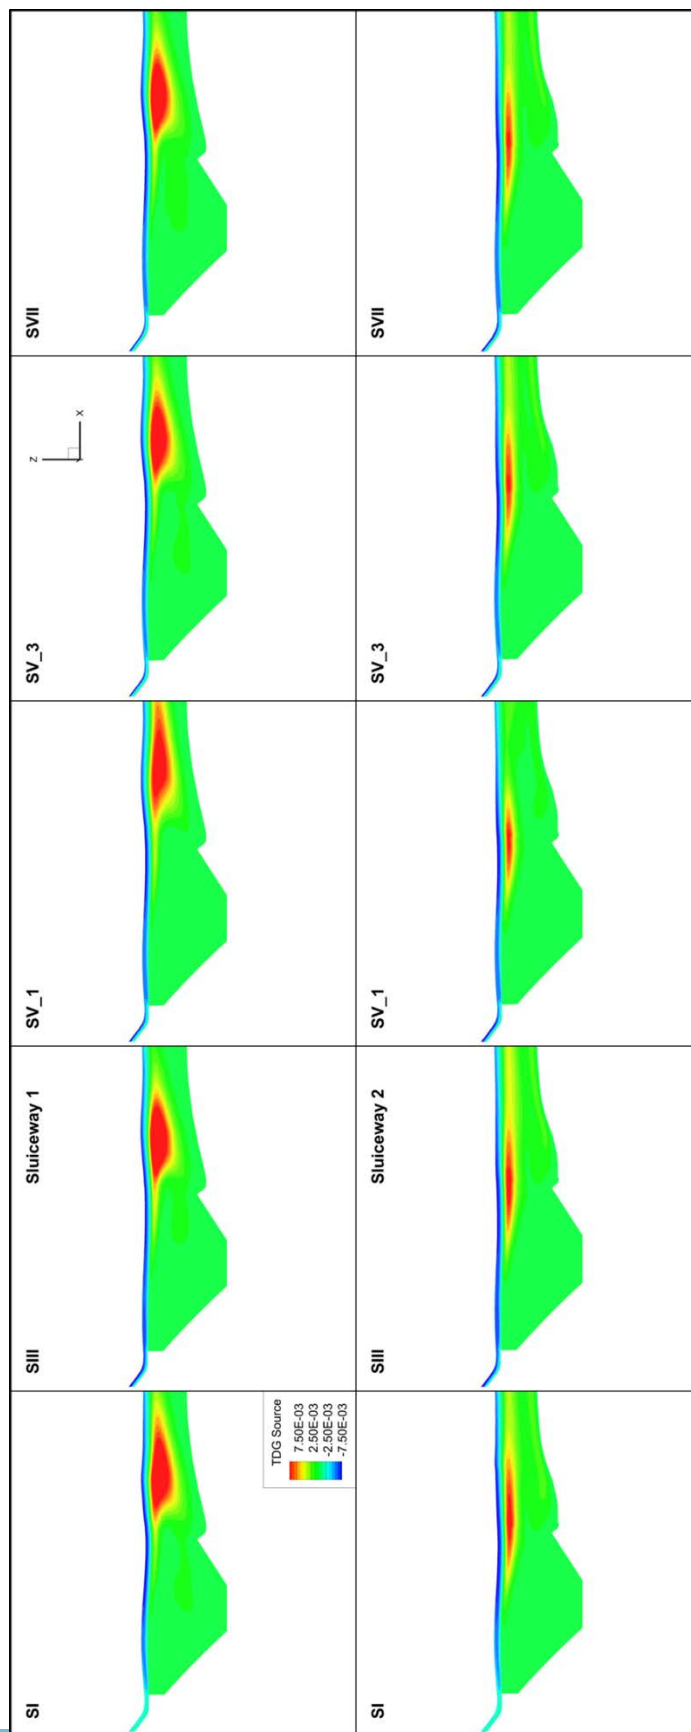 Sluiceway 1
SI
SIII
SV_1
SV_3
SVII
z
x
TDG Source
7.50E-03
2.50E-03
-2.50E-03
-7.50E-03
Sluiceway 2
SI
SIII
SV_1
SV_3
SVII